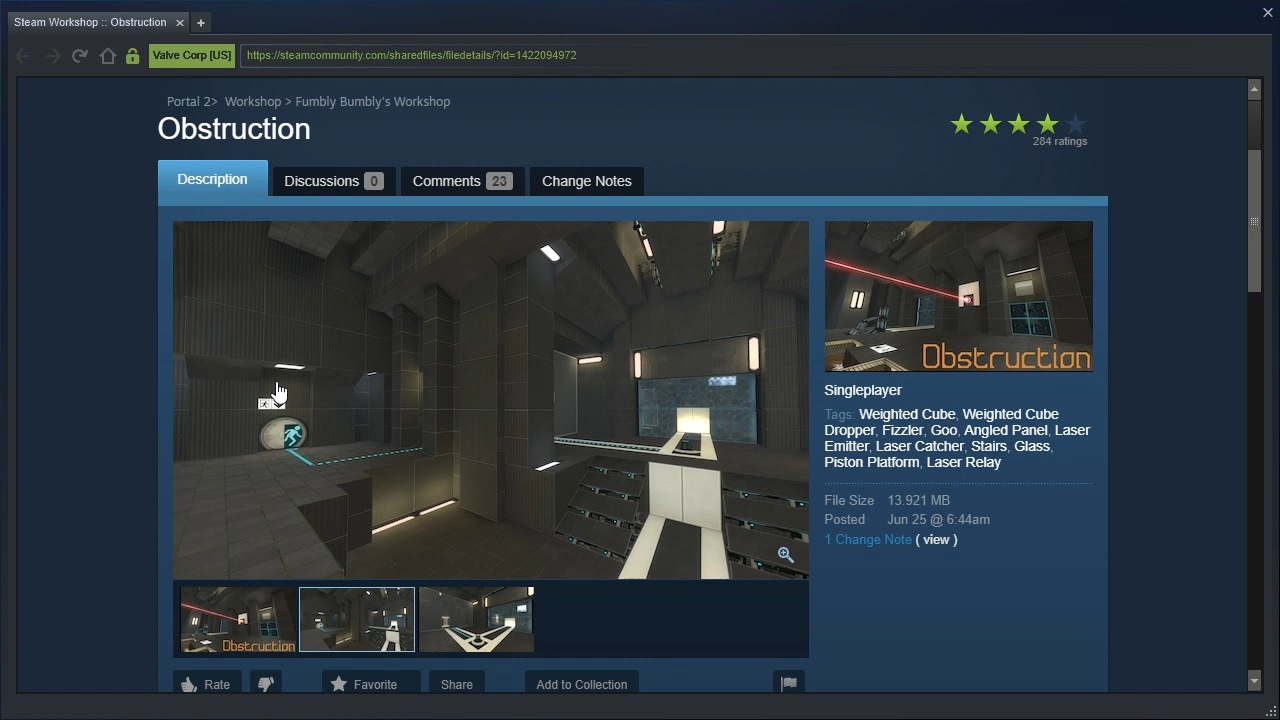 Steam Workshop :: Obstruction
Valve Corp [US]
https://steamcommunity.com/sharedfiles/filedetails/?id=1422094972
Portal 2> Workshop > Fumbly Bumbly's Workshop
Obstruction
284 ratings
Description
Discussions 0
Comments 23
Change Notes
Obstruction
Singleplayer
Tags: Weighted Cube, Weighted Cube
Dropper, Fizzler, Goo, Angled Panel, Laser
Emitter, Laser Catcher, Stairs, Glass,
Piston Platform, Laser Relay
File Size 13.921 MB
Posted Jun 25 @ 6:44am
1 Change Note ( view )
Obstruction
Rate
Favorite
Share
Add to Collection